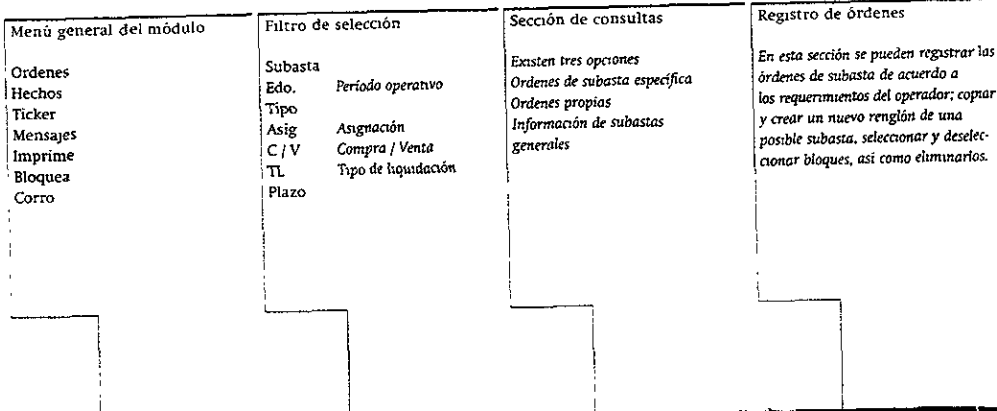 Menú general del módulo
Ordenes
Hechos
Ticker
Mensajes
Imprime
Bloquea
Corro
Filtro de selección
Subasta
Edo. Período operativo
Tipo
Asig Asignación
C / V Compra / Venta
TL Tipo de liquidación
Plazo
Sección de consultas
Existen tres opciones
Ordenes de subasta específica
Ordenes propias
Información de subastas
generales
Registro de órdenes
En esta sección se pueden registrar las
órdenes de subasta de acuerdo a
los requerimientos del operador; copiar
y crear un nuevo renglón de una
posible subasta, seleccionar y deselec-
cionar bloques, así como eliminarlos.